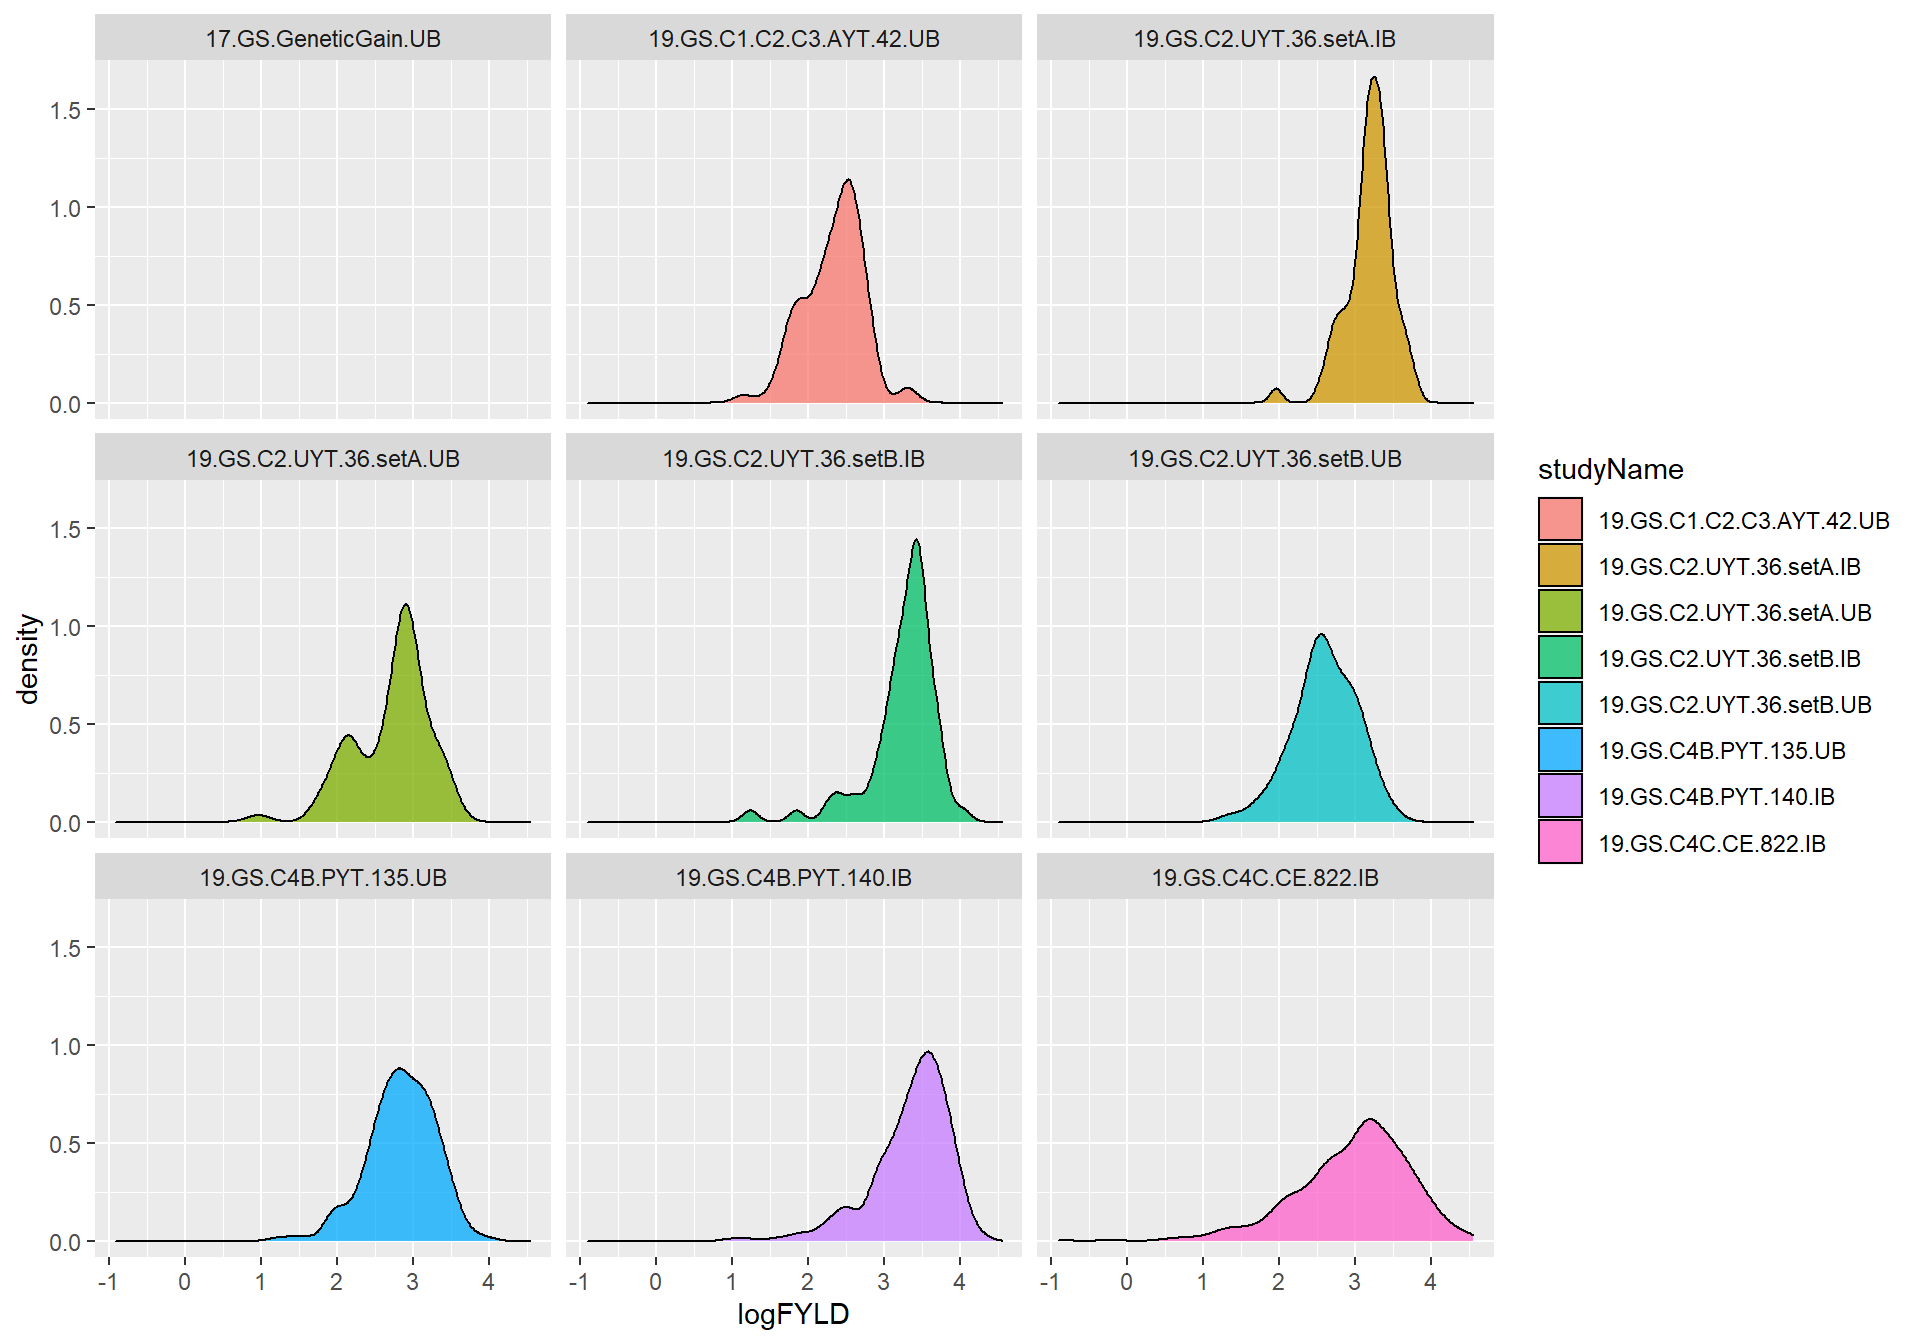 17.GS.GeneticGain.UB
19.GS.C1.C2.C3.AYT.42.UB
19.GS.C2.UYT.36.setA.IB
1.5
1.0
0.5
0.0
19.GS.C2.UYT.36.setA.UB
19.GS.C2.UYT.36.setB.IB
19.GS.C2.UYT.36.setB.UB
1.5
1.0
0.5
0.0
density
19.GS.C4B.PYT.135.UB
19.GS.C4B.PYT.140.IB
19.GS.C4C.CE.822.IB
1.5
1.0
0.5
0.0
-1 0 1 2 3 4
-1 0 1 2 3 4
-1 0 1 2 3 4
logFYLD
studyName
19.GS.C1.C2.C3.AYT.42.UB
19.GS.C2.UYT.36.setA.IB
19.GS.C2.UYT.36.setA.UB
19.GS.C2.UYT.36.setB.IB
19.GS.C2.UYT.36.setB.UB
19.GS.C4B.PYT.135.UB
19.GS.C4B.PYT.140.IB
19.GS.C4C.CE.822.IB